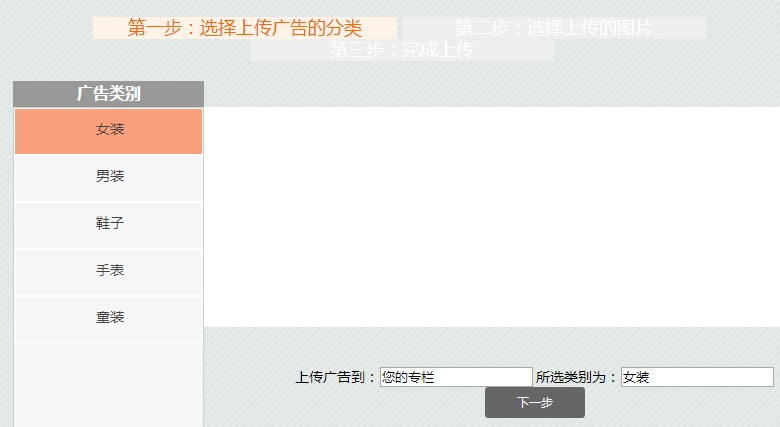 第一步：选择上传广告的分类 第二步：选择上传的图片
第三步：完成上传
广告类别
女装
男装
鞋子
手表
童装
上传广告到：您的专栏 所选类别为：女装
下一步